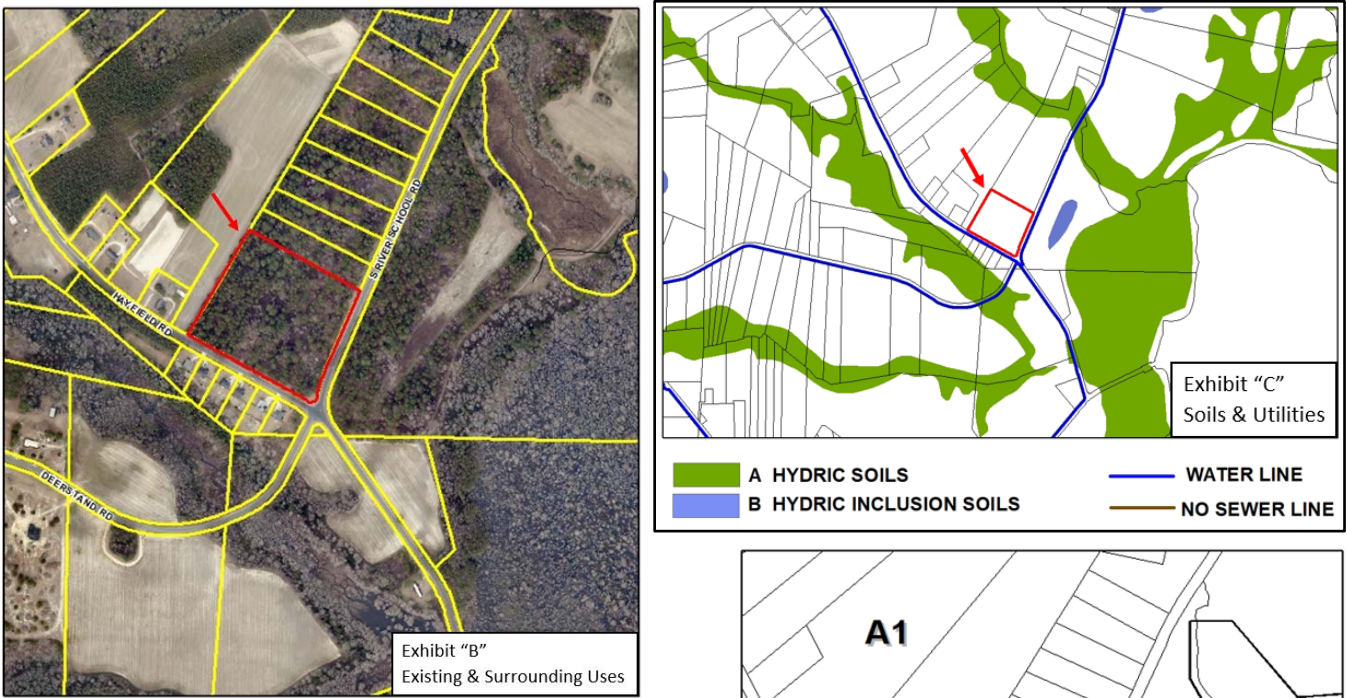 HAYFIELD RD
S RIVER SCHOOL RD
DEERSTAND RD
Exhibit “B”
Existing & Surrounding Uses
Exhibit “C”
Soils & Utilities
A HYDRIC SOILS
WATER LINE
B HYDRIC INCLUSION SOILS
NO SEWER LINE
A1